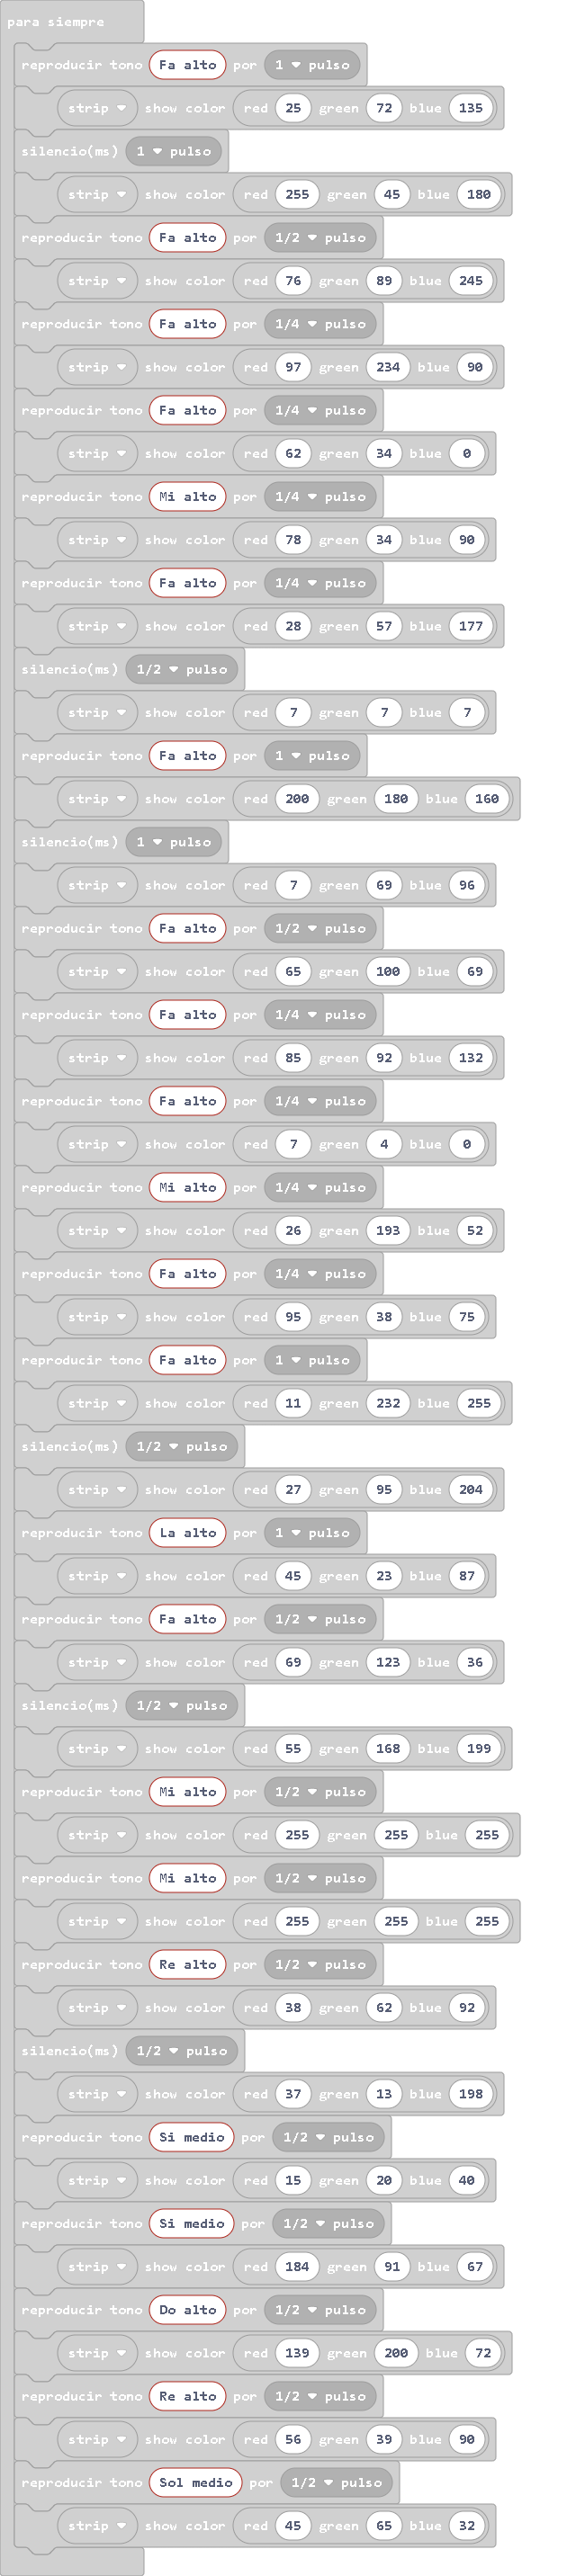 para siempre
reproducir tono Fa alto por 1 pulso
strip show color red 25 green 72 blue 135
silencio(ms) 1 pulso
strip show color red 255 green 45 blue 180
reproducir tono Fa alto por 1/2 pulso
strip show color red 76 green 89 blue 245
reproducir tono Fa alto por 1/4 pulso
strip show color red 97 green 234 blue 90
reproducir tono Fa alto por 1/4 pulso
strip show color red 62 green 34 blue 0
reproducir tono Mi alto por 1/4 pulso
strip show color red 78 green 34 blue 90
reproducir tono Fa alto por 1/4 pulso
strip show color red 28 green 57 blue 177
silencio(ms) 1/2 pulso
strip show color red 7 green 7 blue 7
reproducir tono Fa alto por 1 pulso
strip show color red 200 green 180 blue 160
silencio(ms) 1 pulso
strip show color red 7 green 69 blue 96
reproducir tono Fa alto por 1/2 pulso
strip show color red 65 green 100 blue 69
reproducir tono Fa alto por 1/4 pulso
strip show color red 85 green 92 blue 132
reproducir tono Fa alto por 1/4 pulso
strip show color red 7 green 4 blue 0
reproducir tono Mi alto por 1/4 pulso
strip show color red 26 green 193 blue 52
reproducir tono Fa alto por 1/4 pulso
strip show color red 95 green 38 blue 75
reproducir tono Fa alto por 1 pulso
strip show color red 11 green 232 blue 255
silencio(ms) 1/2 pulso
strip show color red 27 green 95 blue 204
reproducir tono La alto por 1 pulso
strip show color red 45 green 23 blue 87
reproducir tono Fa alto por 1/2 pulso
strip show color red 69 green 123 blue 36
silencio(ms) 1/2 pulso
strip show color red 55 green 168 blue 199
reproducir tono Mi alto por 1/2 pulso
strip show color red 255 green 255 blue 255
reproducir tono Mi alto por 1/2 pulso
strip show color red 255 green 255 blue 255
reproducir tono Re alto por 1/2 pulso
strip show color red 38 green 62 blue 92
silencio(ms) 1/2 pulso
strip show color red 37 green 13 blue 198
reproducir tono Si medio por 1/2 pulso
strip show color red 15 green 20 blue 40
reproducir tono Si medio por 1/2 pulso
strip show color red 184 green 91 blue 67
reproducir tono Do alto por 1/2 pulso
strip show color red 139 green 200 blue 72
reproducir tono Re alto por 1/2 pulso
strip show color red 56 green 39 blue 90
reproducir tono Sol medio por 1/2 pulso
strip show color red 45 green 65 blue 32